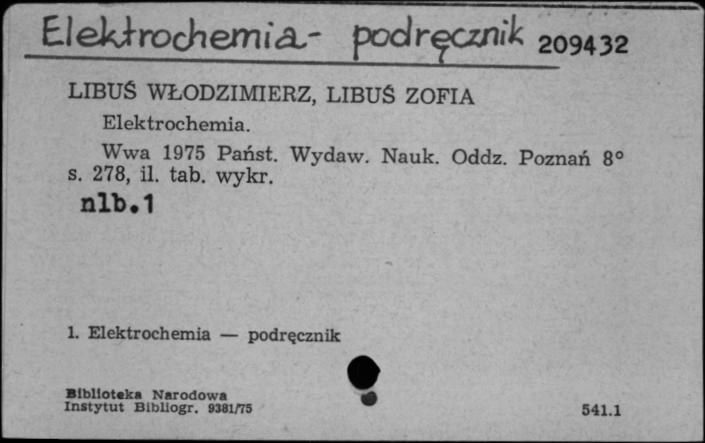 Elektrochemia - podręcznik 209432
LIBUŚ WŁODZIMIERZ, LIBUŚ ZOFIA
Elektrochemia.
Wwa 1975 Państ. Wydaw. Nauk. Oddz. Poznań 8°
s. 278, il. tab. wykr.
nlb.1
1. Elektrochemia — podręcznik
Biblioteka Narodowa
Instytut Bibliogr. 9381/75
541.1